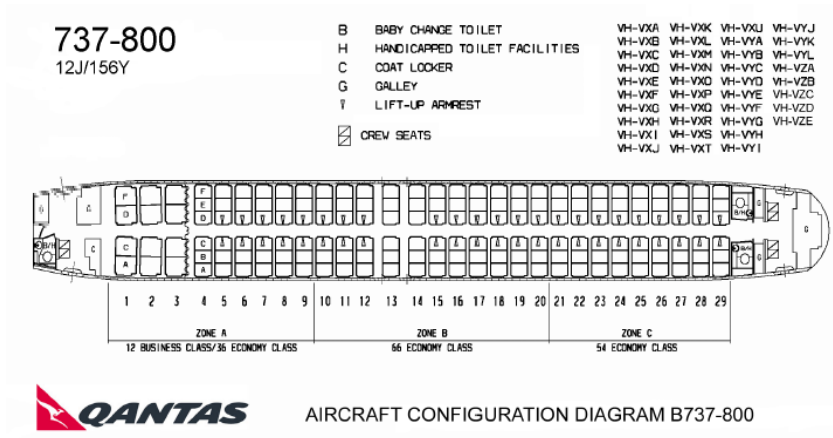 737-800
12J/156Y
B BABY CHANGE TOILET
H HANDICAPPED TOILET FACILITIES
C COAT LOCKER
G GALLEY
LIFT-UP ARMREST
CREW SEATS
VH-VXA VH-VXK VH-VXU VH-VYJ
VH-VXB VH-VXL VH-VYA VH-VYK
VH-VXC VH-VXM VH-VYB VH-VYL
VH-VXD VH-VXN VH-VYC VH-VZA
VH-VXE VH-VXO VH-VYD VH-VZB
VH-VXF VH-VXP VH-VYE VH-VZC
VH-VXG VH-VXQ VH-VYF VH-VZD
VH-VXH VH-VXR VH-VYG VH-VZE
VH-VXI VH-VXS VH-VYH
VH-VXJ VH-VXT VH-VYI
F F
E
G G D D B/H G G
B/H G C C B/H G
B
A A
1 2 3 4 5 6 7 8 9 10 11 12 13 14 15 16 17 18 19 20 21 22 23 24 25 26 27 28 29
ZONE A ZONE B ZONE C
12 BUSINESS CLASS/36 ECONOMY CLASS 66 ECONOMY CLASS 54 ECONOMY CLASS
QANTAS AIRCRAFT CONFIGURATION DIAGRAM B737-800